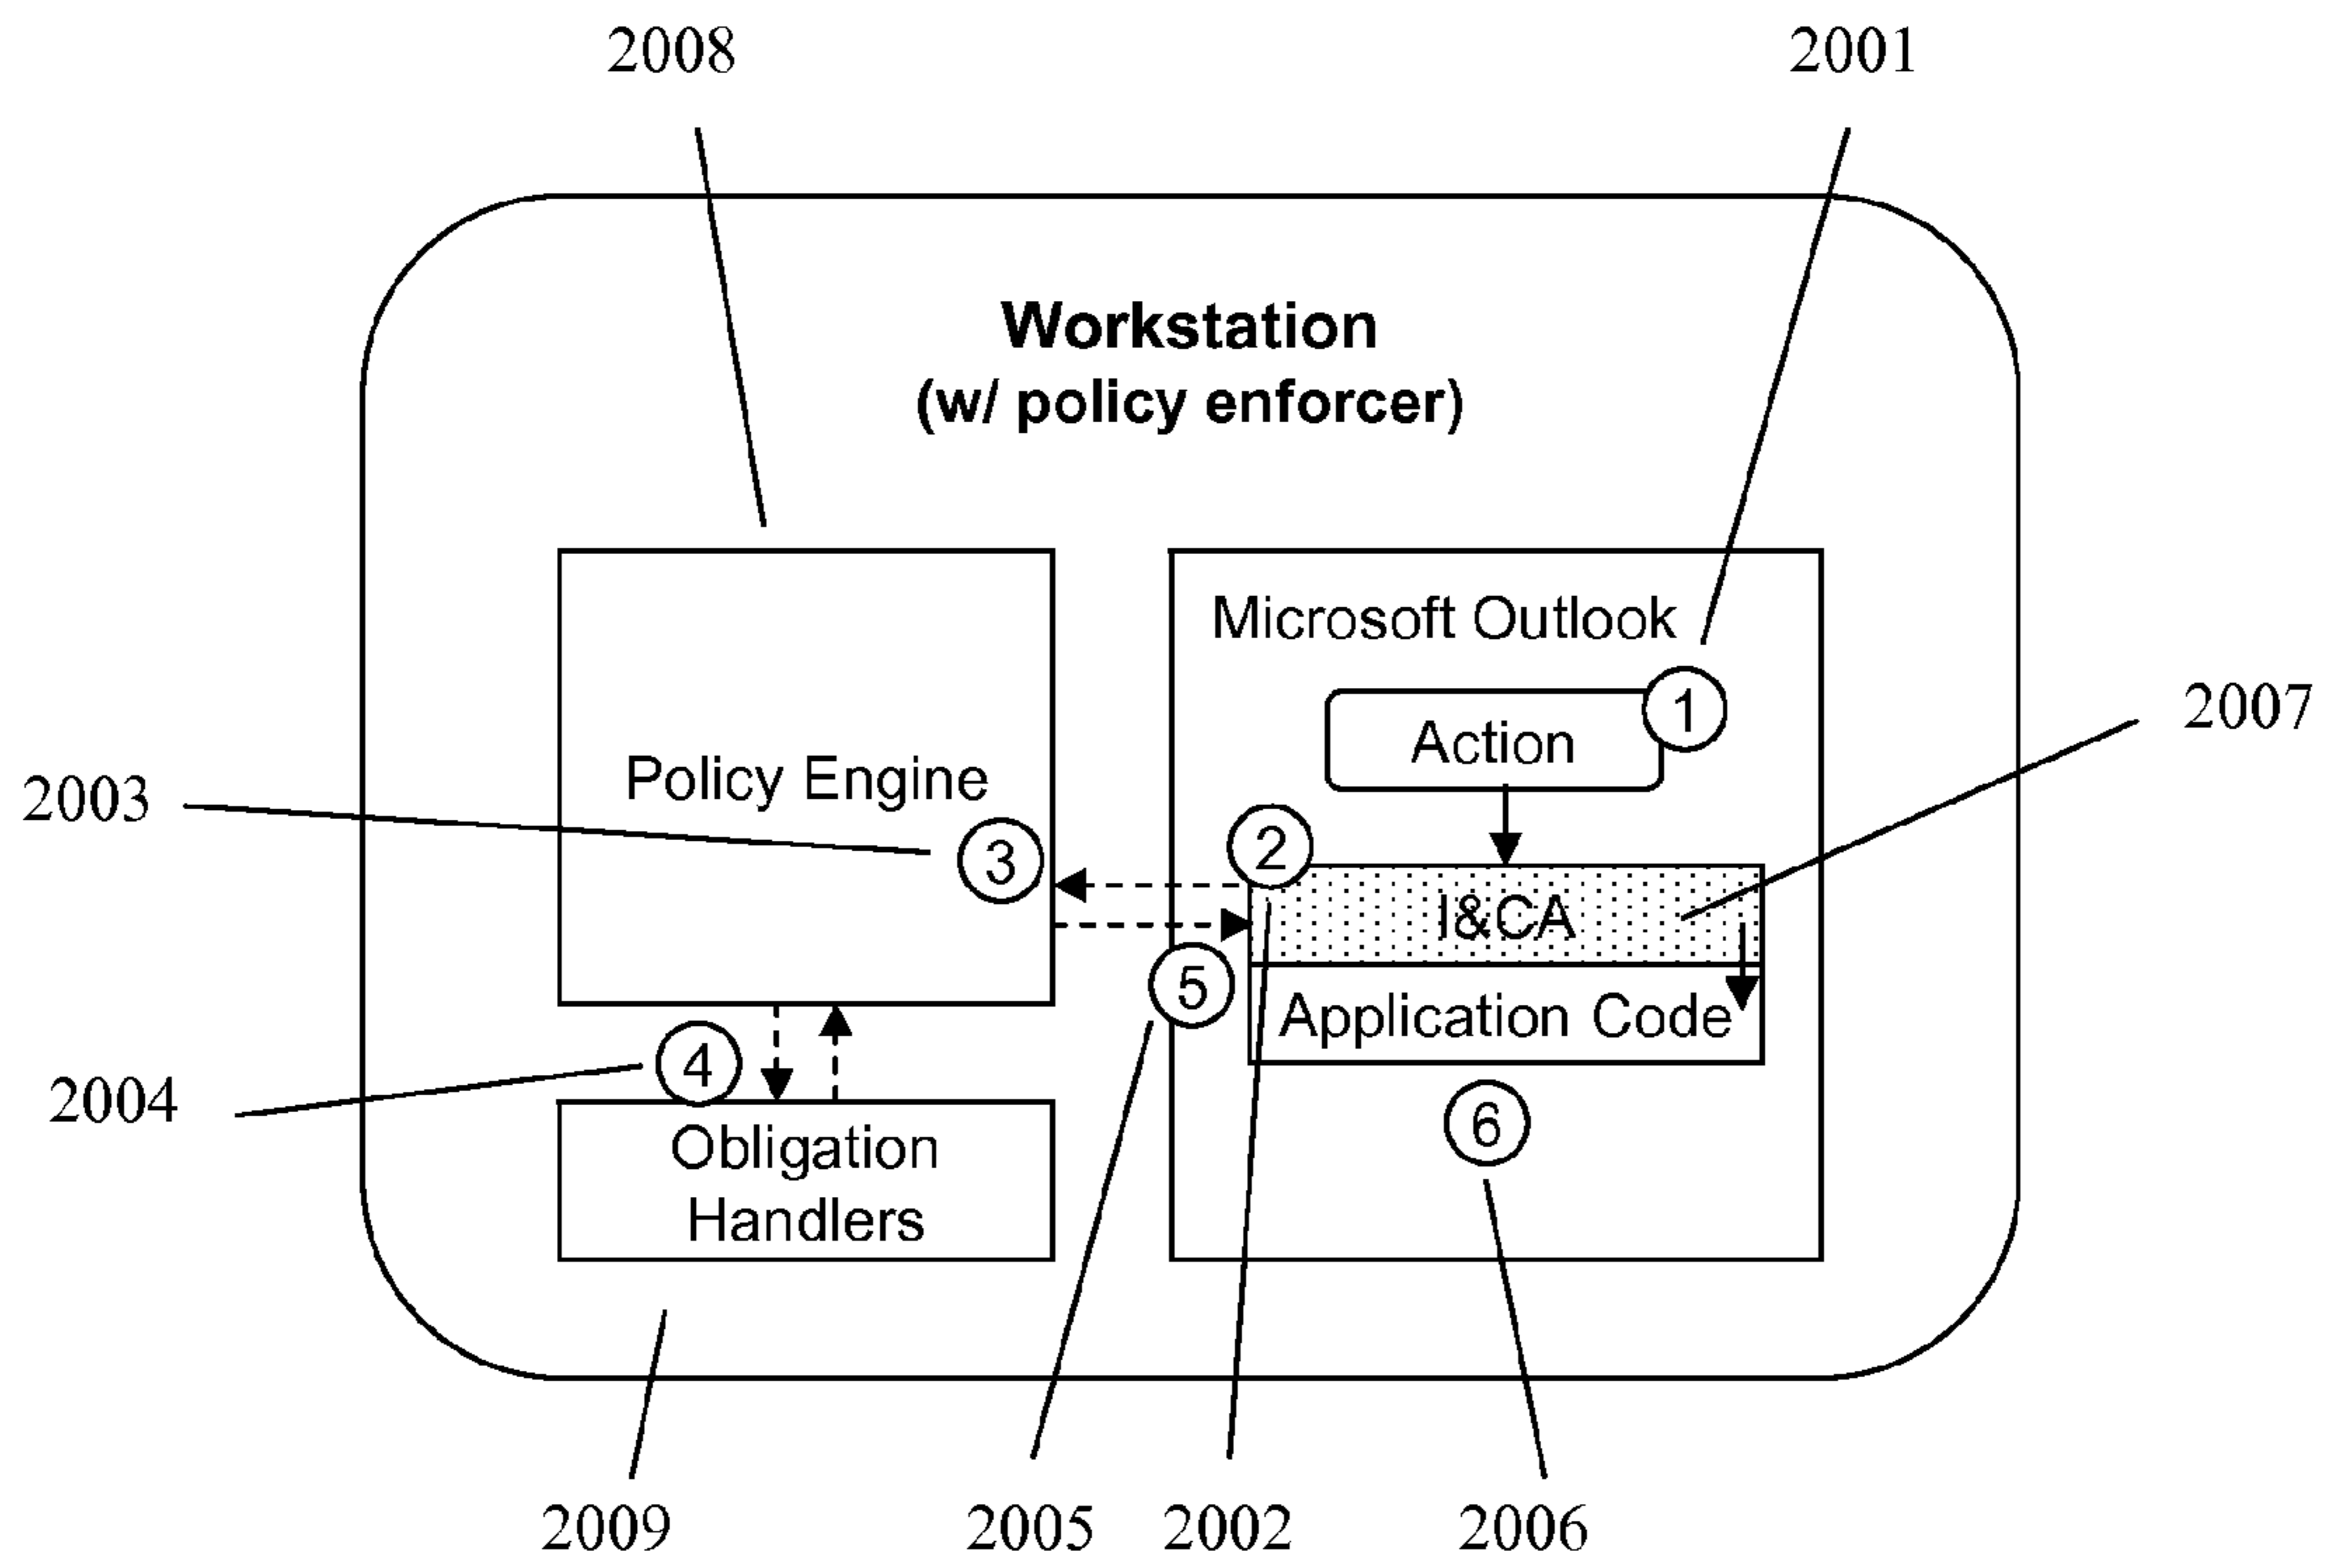 2008
2001
Workstation
(w/ policy enforcer)
Microsoft Outlook
1
2007
Action
Policy Engine
2003
2
3
I&CA
5
Application Code
4
2004
6
Obligation
Handlers
2009
2005
2002
2006